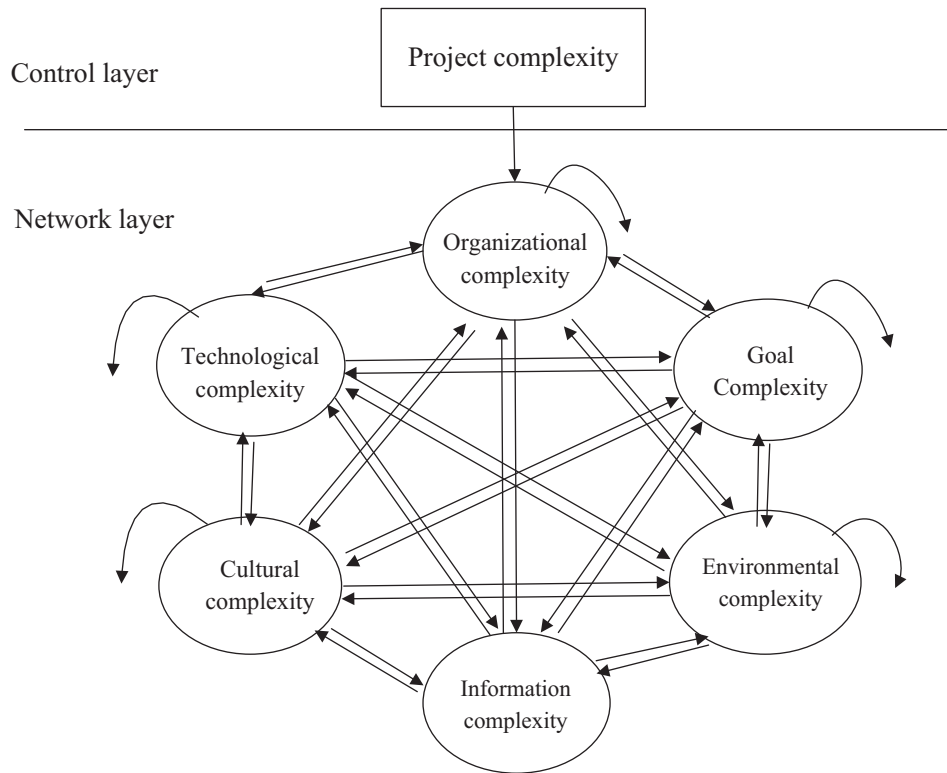 Project complexity
Control layer
Network layer
Organizational
complexity
Technological
complexity
Goal
Complexity
Cultural
complexity
Environmental
complexity
Information
complexity